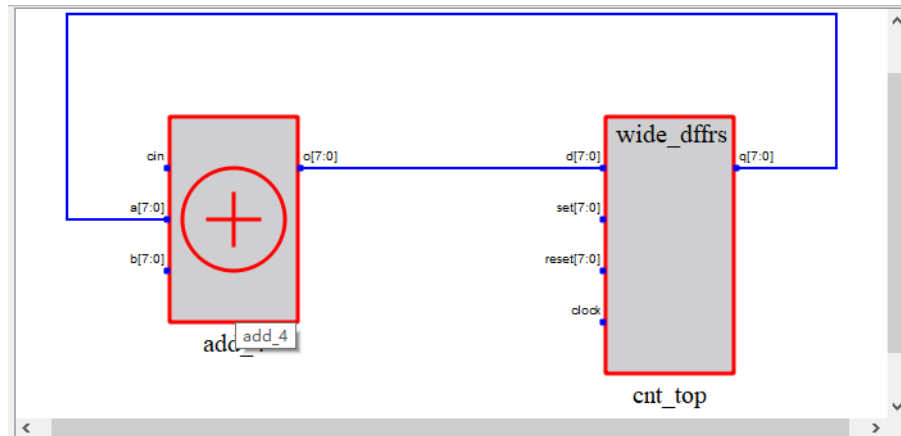 wide_dffrs
cin
o[7:0]
d[7:0]
q[7:0]
a[7:0]
set[7:0]
b[7:0]
reset[7:0]
clock
add_4
add_4
cnt_top